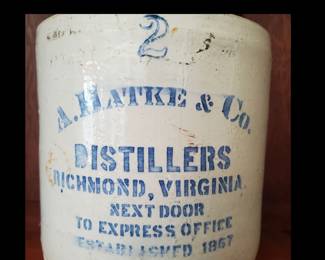 2
A. HATKE & Co.
DISTILLERS
RICHMOND, VIRGINIA.
NEXT DOOR
TO EXPRESS OFFICE
ESTABLISHED 1867